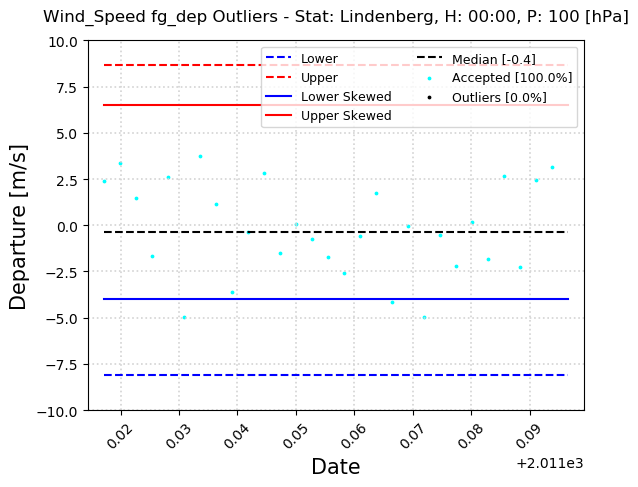 Wind_Speed fg_dep Outliers - Stat: Lindenberg, H: 00:00, P: 100 [hPa]
Departure [m/s]
10.0
7.5
5.0
2.5
0.0
−2.5
−5.0
−7.5
−10.0
Lower
Upper
Lower Skewed
Upper Skewed
Median [-0.4]
Accepted [100.0%]
Outliers [0.0%]
0.02
0.03
0.04
0.05
0.06
0.07
0.08
0.09
+2.011e3
Date